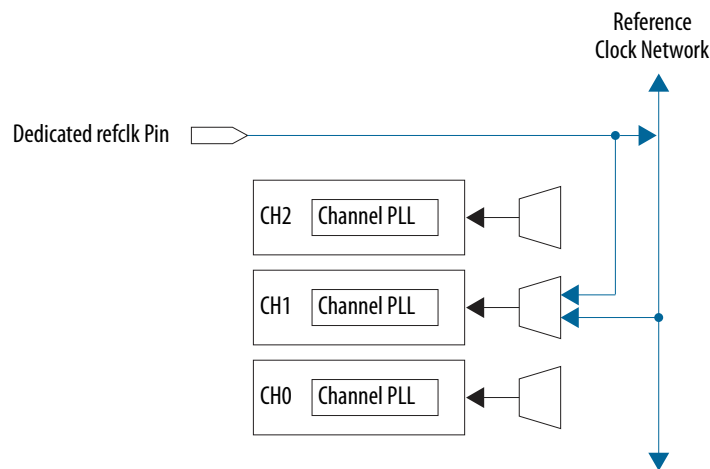 Reference
Clock Network
Dedicated refclk Pin
CH2 Channel PLL
CH1 Channel PLL
CH0 Channel PLL